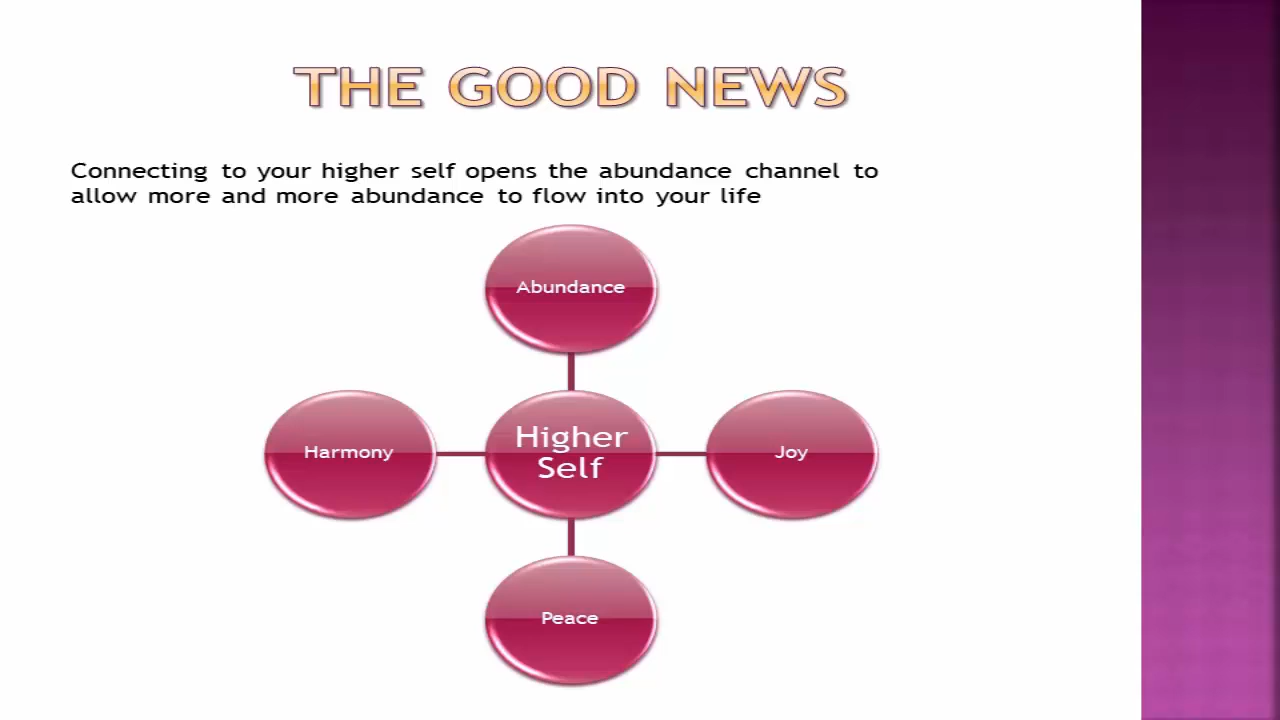 THE GOOD NEWS
Connecting to your higher self opens the abundance channel to
allow more and more abundance to flow into your life
Abundance
Harmony
Higher
Self
Joy
Peace